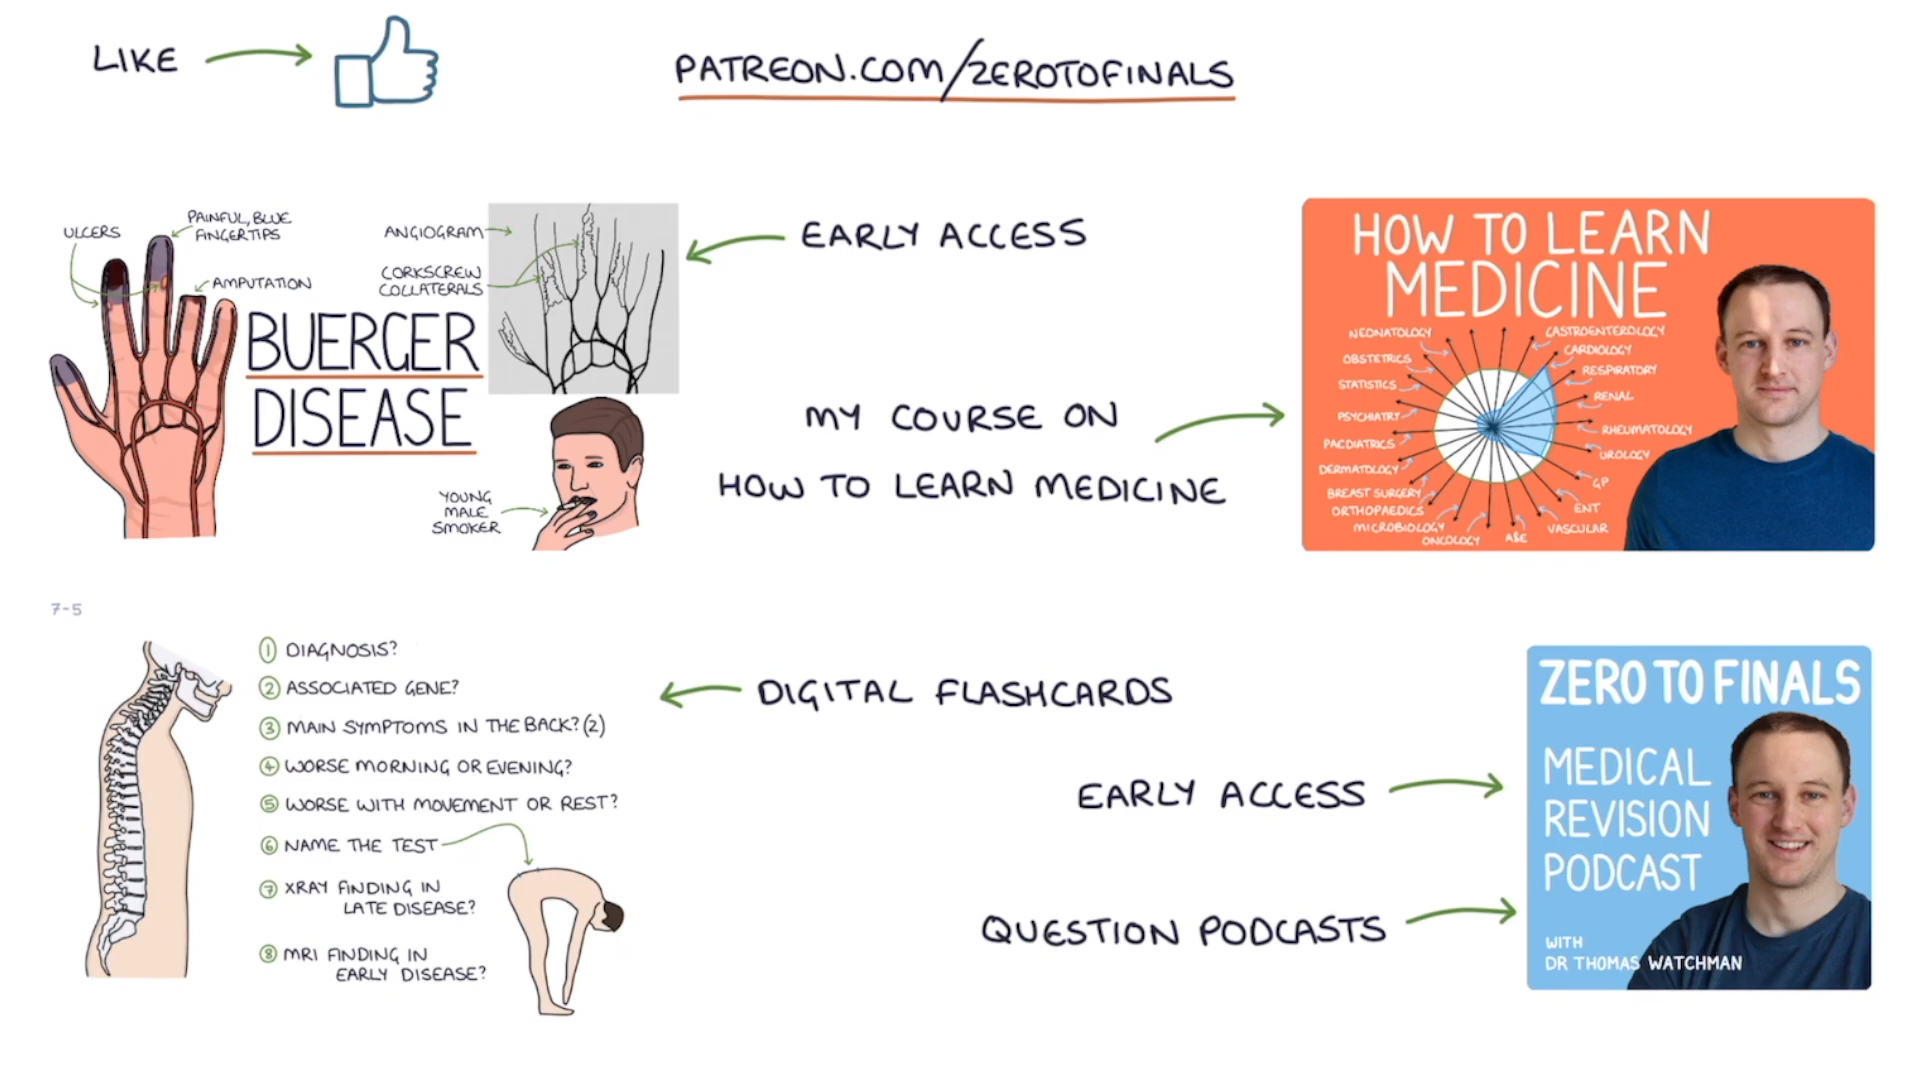 LIKE
PATREON.COM/ZEROTOFINALS
ULCERS
PAINFUL, BLUE
FINGERTIPS
AMPUTATION
BUERGER
DISEASE
ANGIOGRAM
CORKSCREW
COLLATERALS
YOUNG
MALE
SMOKER
EARLY ACCESS
MY COURSE ON
HOW TO LEARN MEDICINE
HOW TO LEARN
MEDICINE
NEONATOLOGY
OBSTETRICS
STATISTICS
PSYCHIATRY
PAEDIATRICS
DERMATOLOGY
BREAST SURGERY
ORTHOPAEDICS
MICROBIOLOGY
ONCOLOGY
A&E
VASCULAR
ENT
GP
UROLOGY
RHEUMATOLOGY
RENAL
RESPIRATORY
CARDIOLOGY
GASTROENTEROLOGY
7-5
1 DIAGNOSIS?
2 ASSOCIATED GENE?
3 MAIN SYMPTOMS IN THE BACK? (2)
4 WORSE MORNING OR EVENING?
5 WORSE WITH MOVEMENT OR REST?
6 NAME THE TEST
7 XRAY FINDING IN
LATE DISEASE?
8 MRI FINDING IN
EARLY DISEASE?
DIGITAL FLASHCARDS
EARLY ACCESS
QUESTION PODCASTS
ZERO TO FINALS
MEDICAL
REVISION
PODCAST
WITH
DR THOMAS WATCHMAN